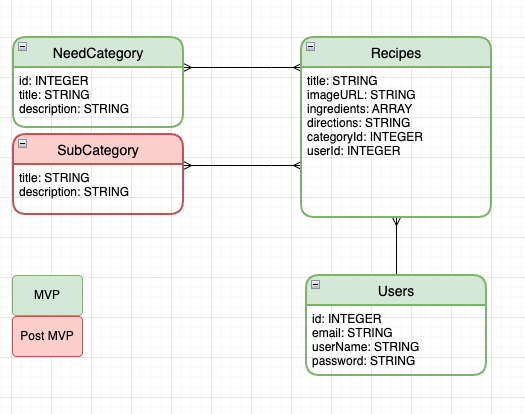 NeedCategory
id: INTEGER
title: STRING
description: STRING
SubCategory
title: STRING
description: STRING
Recipes
title: STRING
imageURL: STRING
ingredients: ARRAY
directions: STRING
categoryId: INTEGER
userId: INTEGER
MVP
Post MVP
Users
id: INTEGER
email: STRING
userName: STRING
password: STRING